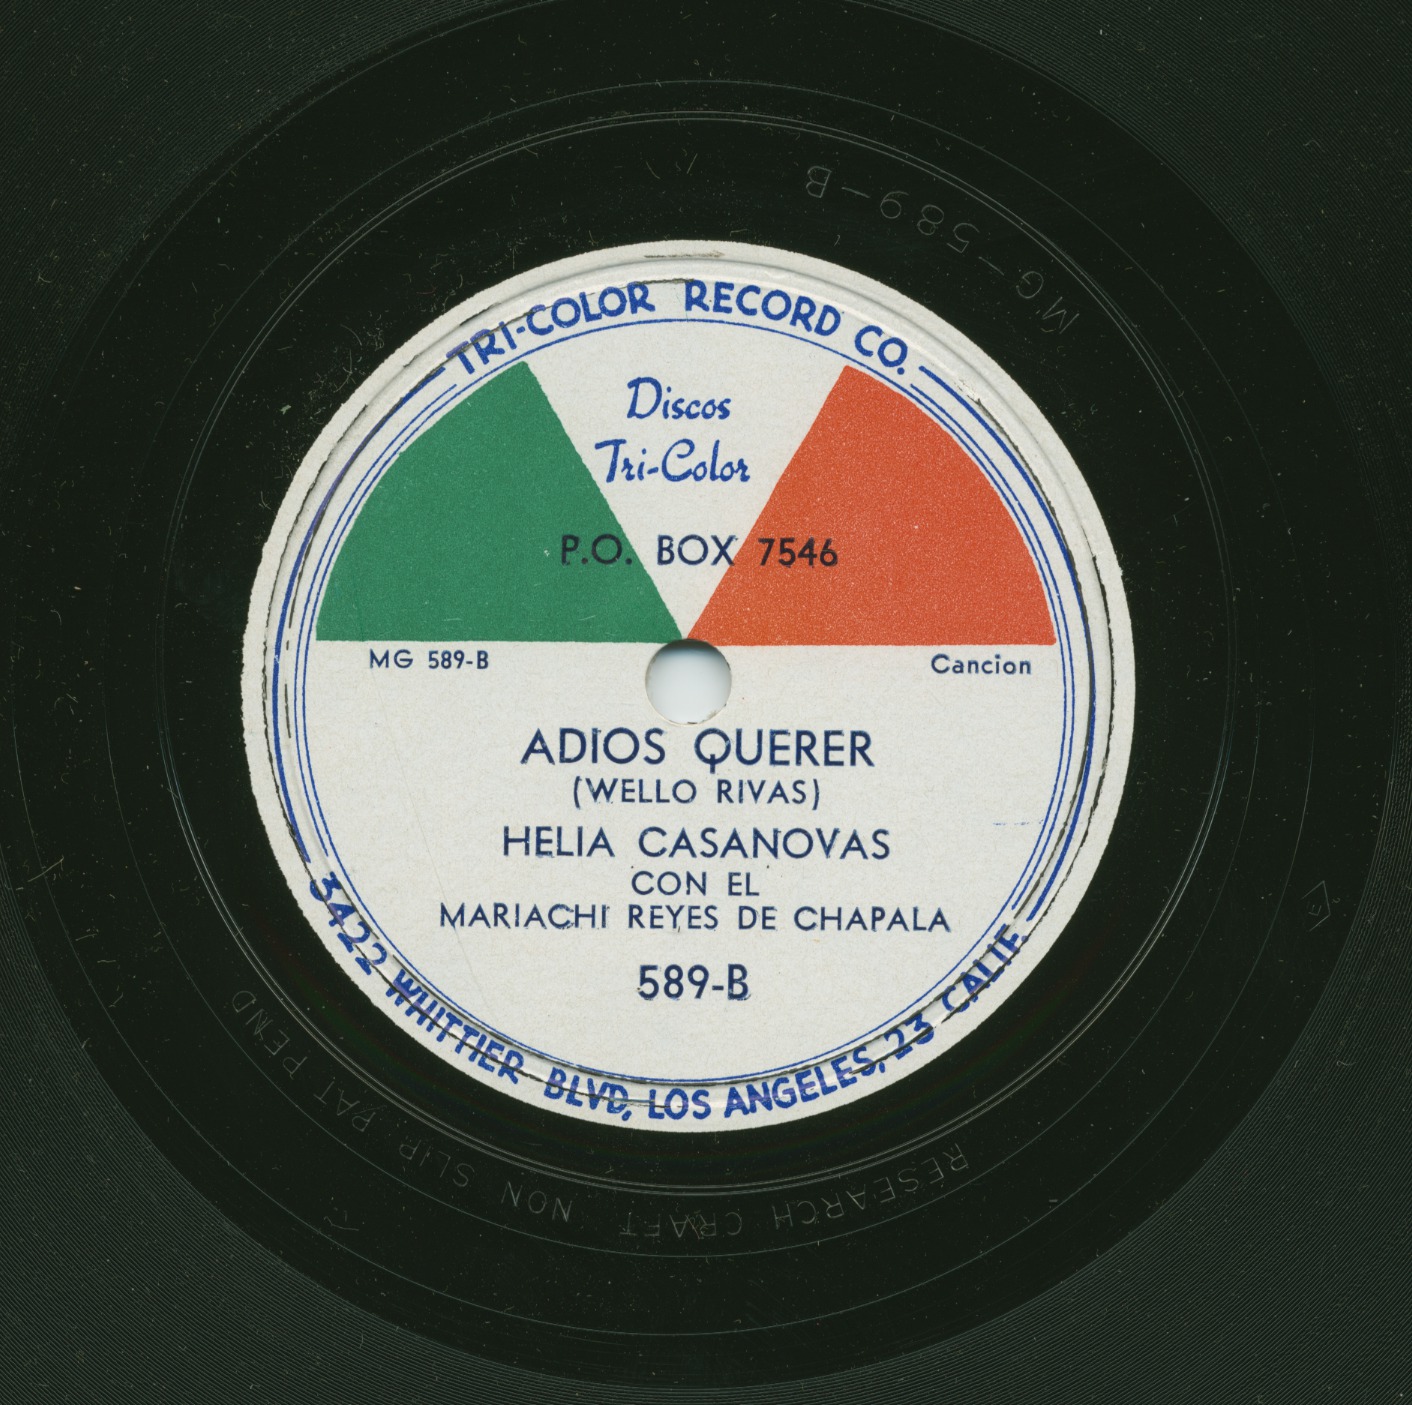 TRI-COLOR RECORD CO.
Discos
Tri-Color
P.O. BOX 7546
MG 589-B
Cancion
ADIOS QUERER
(WELLO RIVAS)
HELIA CASANOVAS
CON EL
MARIACHI REYES DE CHAPALA
589-B
3422 WHITTIER BLVD, LOS ANGELES, 23 CALIF.
MG-589-B
RESEARCH CRAFT NON SLIP PAT PEND